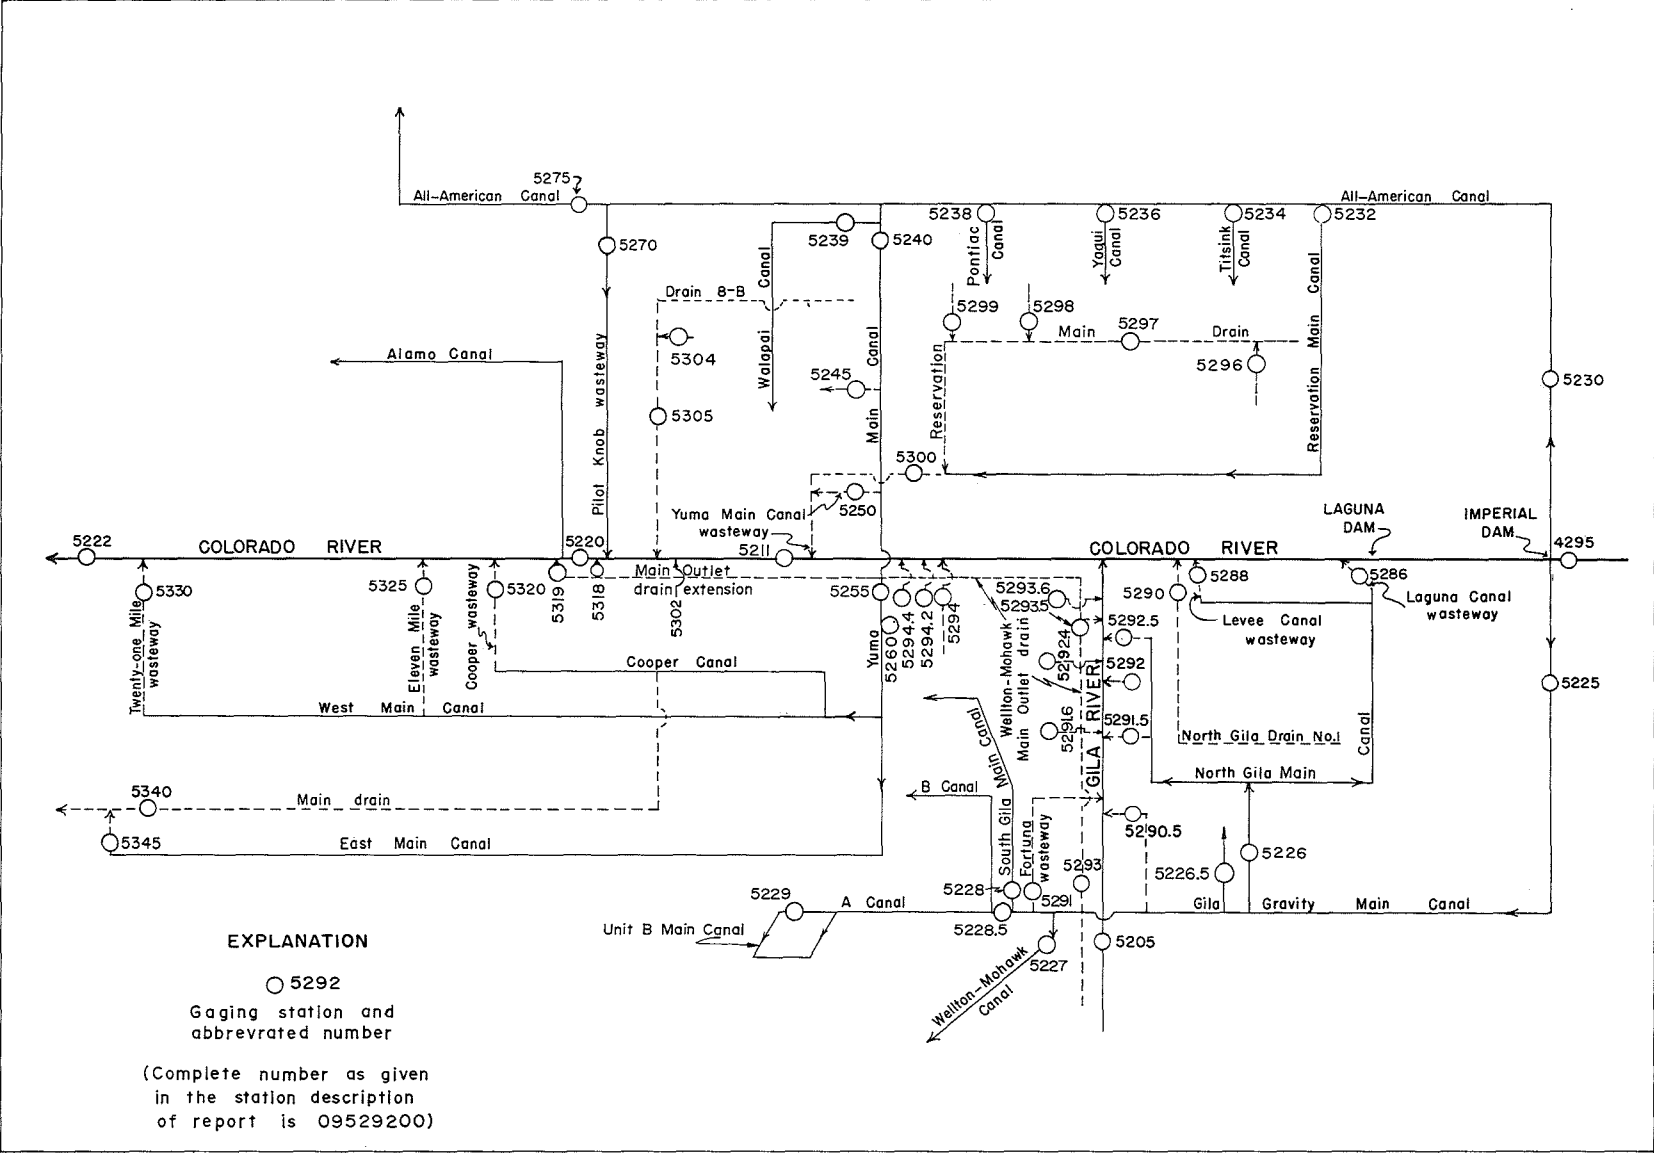 5275
All-American Canal
All-American Canal
5238
5236
5234
5232
5239
5240
5270
Pontiac
Canal
Yaqui
Canal
Titsink
Canal
Reservation Main Canal
Walapai Canal
Drain 8-B
5299
5298
5297
Main Drain
5296
Reservation
5304
5305
Alamo Canal
Pilot Knob wasteway
Main Canal
5245
5230
5300
5250
Yuma Main Canal
wasteway
LAGUNA
DAM
IMPERIAL
DAM
5222
COLORADO RIVER
5220
5211
COLORADO RIVER
4295
Main Outlet
drain extension
5330
5325
5320
5319
5318
5302
5255
5260
5294.4
5294.2
5294
5293.6
5293.5
5290
5288
5286
Laguna Canal
wasteway
Levee Canal
wasteway
Twenty-one Mile
wasteway
Eleven Mile
wasteway
Cooper wasteway
Cooper Canal
West Main Canal
Yuma
Wellton-Mohawk
Main Outlet drain
5292.5
5292.4
5292
5291.6
5291.5
GILA RIVER
5225
North Gila Drain No.1
North Gila Main
Canal
South Gila Main Canal
B Canal
5340
Main drain
5345
East Main Canal
Fortuna
wasteway
5290.5
5293
5226.5
5226
5228
5291
5229
A Canal
5228.5
Gila Gravity Main Canal
Unit B Main Canal
5227
5205
Wellton-Mohawk
Canal
EXPLANATION
5292
Gaging station and
abbrevrated number
(Complete number as given
in the station description
of report is 09529200)